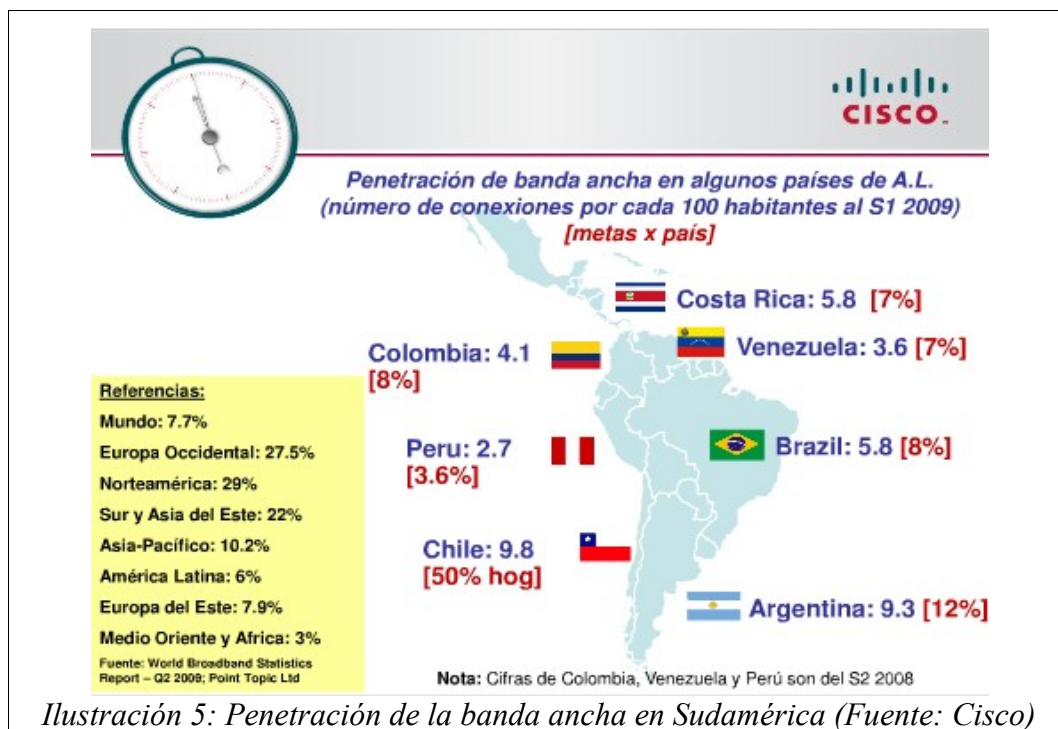 CISCO
Penetración de banda ancha en algunos países de A.L.
(número de conexiones por cada 100 habitantes al S1 2009)
[metas x país]
Costa Rica: 5.8 [7%]
Venezuela: 3.6 [7%]
Colombia: 4.1
[8%]
Brazil: 5.8 [8%]
Peru: 2.7
[3.6%]
Chile: 9.8
[50% hog]
Argentina: 9.3 [12%]
Referencias:
Mundo: 7.7%
Europa Occidental: 27.5%
Norteamérica: 29%
Sur y Asia del Este: 22%
Asia-Pacífico: 10.2%
América Latina: 6%
Europa del Este: 7.9%
Medio Oriente y Africa: 3%
Fuente: World Broadband Statistics
Report – Q2 2009; Point Topic Ltd
Nota: Cifras de Colombia, Venezuela y Perú son del S2 2008
Ilustración 5: Penetración de la banda ancha en Sudamérica (Fuente: Cisco)